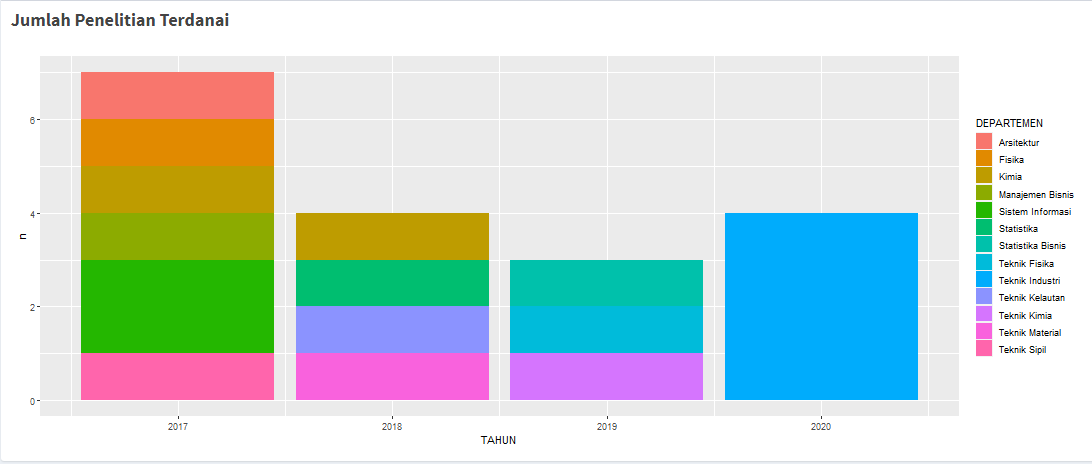 Jumlah Penelitian Terdanai
6
4
2
0
n
2017
2018
2019
2020
TAHUN
DEPARTEMEN
Arsitektur
Fisika
Kimia
Manajemen Bisnis
Sistem Informasi
Statistika
Statistika Bisnis
Teknik Fisika
Teknik Industri
Teknik Kelautan
Teknik Kimia
Teknik Material
Teknik Sipil